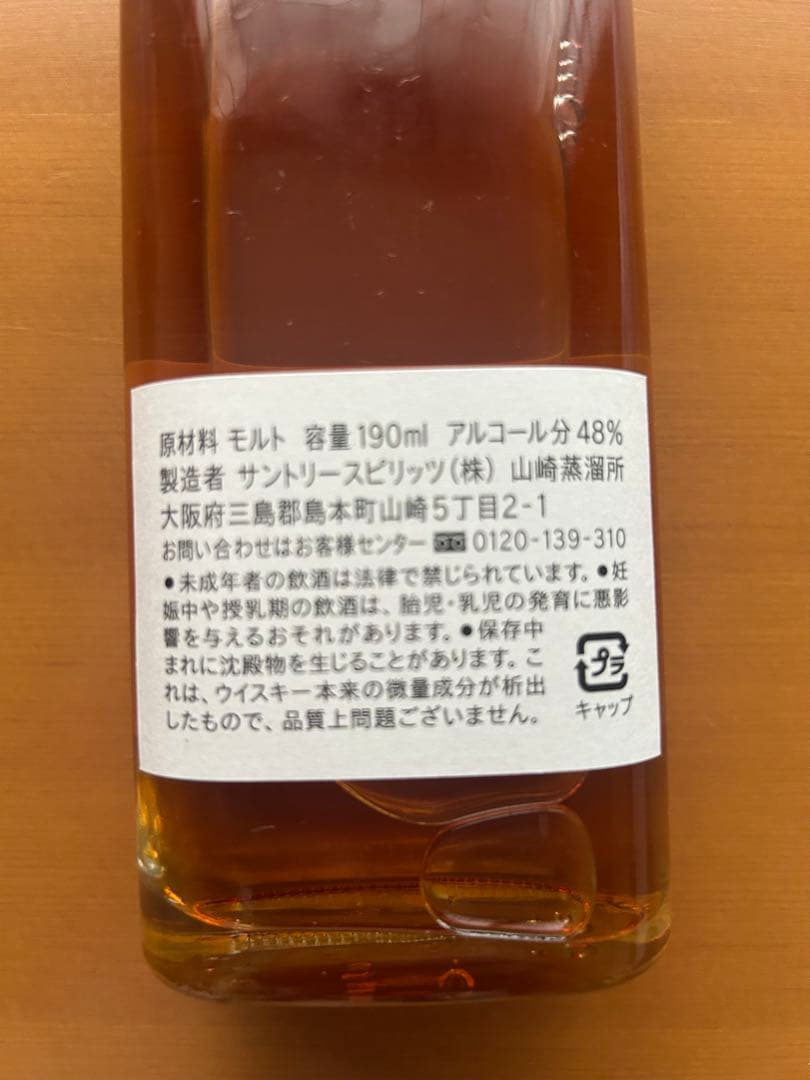 原材料 モルト 容量190ml アルコール分48%
製造者 サントリースピリッツ(株) 山崎蒸溜所
大阪府三島郡島本町山崎5丁目2-1
お問い合わせはお客様センター 0120-139-310
●未成年者の飲酒は法律で禁じられています。●妊
娠中や授乳期の飲酒は、胎児・乳児の発育に悪影
響を与えるおそれがあります。●保存中
まれに沈殿物を生じることがあります。こ
れは、ウイスキー本来の微量成分が析出
したもので、品質上問題ございません。
プラ
キャップ